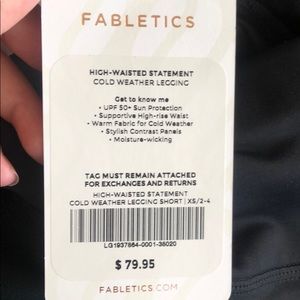 FABLETICS
HIGH-WAISTED STATEMENT
COLD WEATHER LEGGING
Get to know me
• UPF 50+ Sun Protection
• Supportive High-rise Waist
• Warm Fabric for Cold Weather
• Stylish Contrast Panels
• Moisture-wicking
TAG MUST REMAIN ATTACHED
FOR EXCHANGES AND RETURNS
HIGH-WAISTED STATEMENT
COLD WEATHER LEGGING SHORT | XS/2-4
LG1937664-0001-35020
$ 79.95
FABLETICS.COM